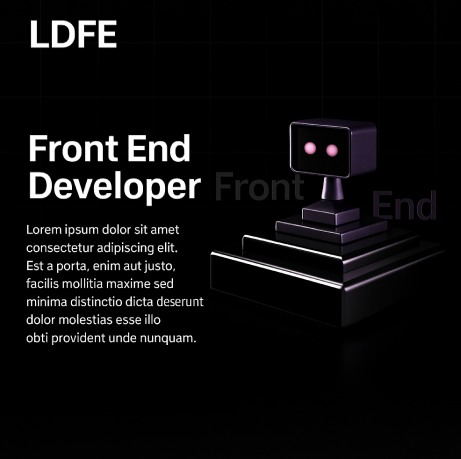 LDFE
Front End
Developer
Front
End
Lorem ipsum dolor sit amet
consectetur adipiscing elit.
Est a porta, enim aut justo,
facilis mollitia maxime sed
minima distinctio dicta deserunt
dolor molestias esse illo
obti provident unde nunquam.